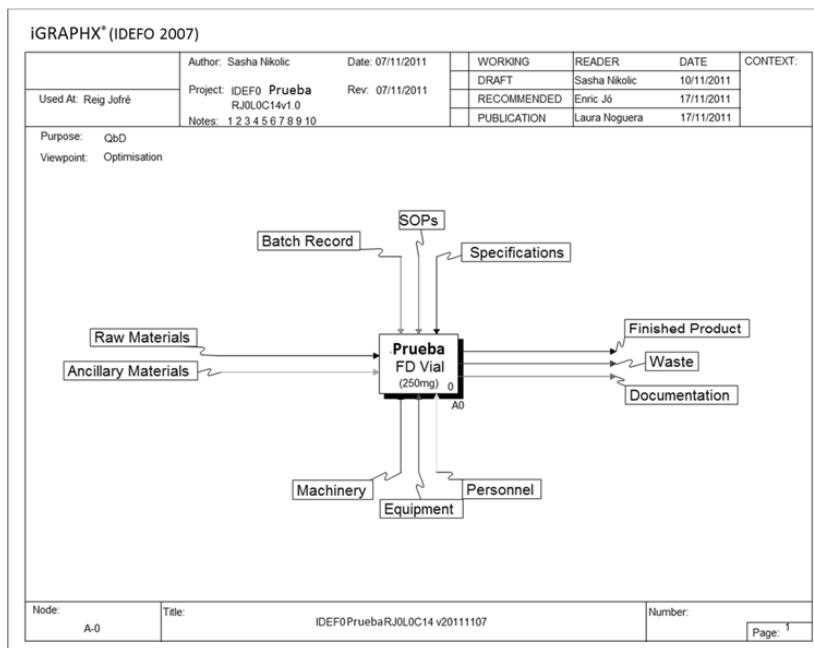 iGRAPHX® (IDEFO 2007)
Used At: Reig Jofré
Author: Sasha Nikolic
Date: 07/11/2011
Project: IDEF0 Prueba
RJ0L0C14v1.0
Rev: 07/11/2011
Notes: 1 2 3 4 5 6 7 8 9 10
WORKING READER DATE CONTEXT:
DRAFT Sasha Nikolic 10/11/2011
RECOMMENDED Enric Jó 17/11/2011
PUBLICATION Laura Noguera 17/11/2011
Purpose: QbD
Viewpoint: Optimisation
SOPs
Batch Record
Specifications
Raw Materials
Ancillary Materials
Prueba
FD Vial
(250mg) 0
A0
Finished Product
Waste
Documentation
Machinery
Equipment
Personnel
Node:
A-0
Title:
IDEF0PruebaRJ0L0C14 v20111107
Number:
Page: 1